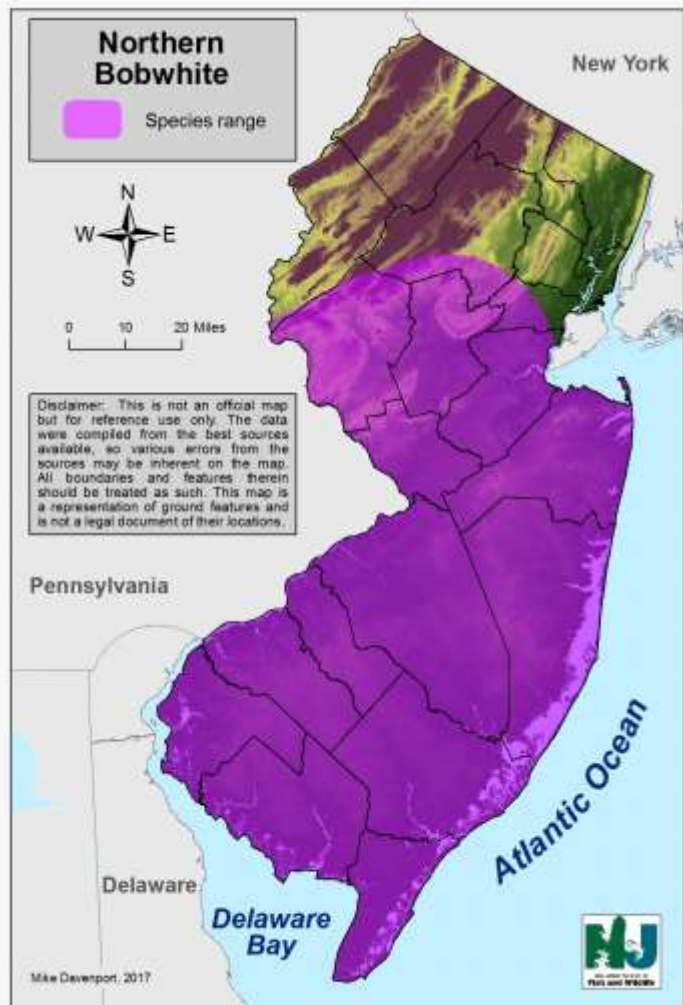 Northern
Bobwhite
Species range
New York
N
W E
S
0 10 20 Miles
Disclaimer: This is not an official map
but for reference use only. The data
were compiled from the best sources
available, so various errors from the
sources may be inherent on the map.
All boundaries and features therein
should be treated as such. This map is
a representation of ground features and
is not a legal document of their locations.
Pennsylvania
Atlantic Ocean
Delaware
Delaware
Bay
Mike Davenport, 2017
NJ
Fish and Wildlife